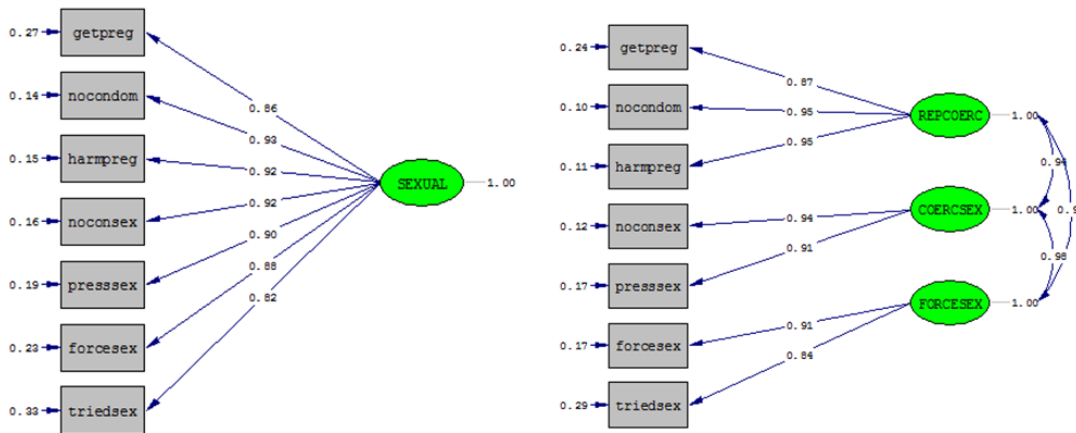 0.27
getpreg
0.14
nocondom
0.15
harmpreg
0.16
noconsex
0.19
presssex
0.23
forcesex
0.33
triedsex
0.86
0.93
0.92
0.92
0.90
0.88
0.82
SEXUAL
1.00
0.24
getpreg
0.10
nocondom
0.11
harmpreg
0.12
noconsex
0.17
presssex
0.17
forcesex
0.29
triedsex
0.87
0.95
0.95
0.94
0.91
0.91
0.84
REPCOERC
1.00
COERCSEX
1.00
FORCESEX
1.00
0.98